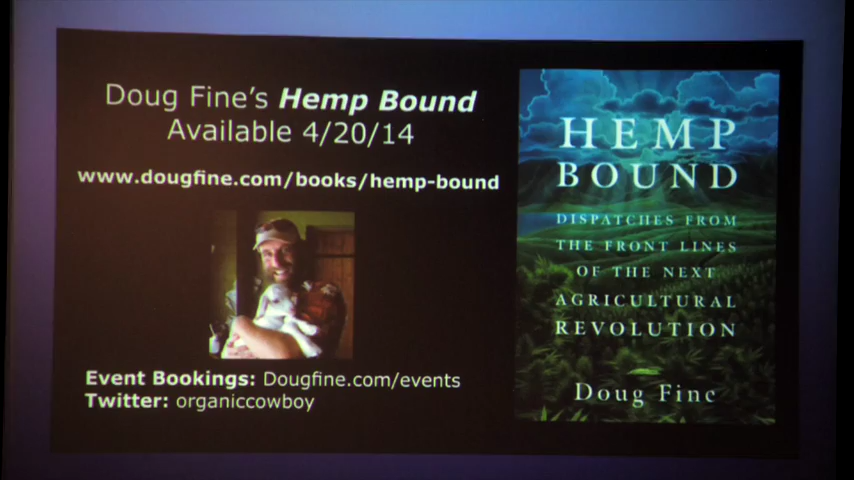 Doug Fine's Hemp Bound
Available 4/20/14
www.dougfine.com/books/hemp-bound
Event Bookings: Dougfine.com/events
Twitter: organiccowboy
HEMP
BOUND
DISPATCHES FROM
THE FRONT LINES
OF THE NEXT
AGRICULTURAL
REVOLUTION
Doug Fine